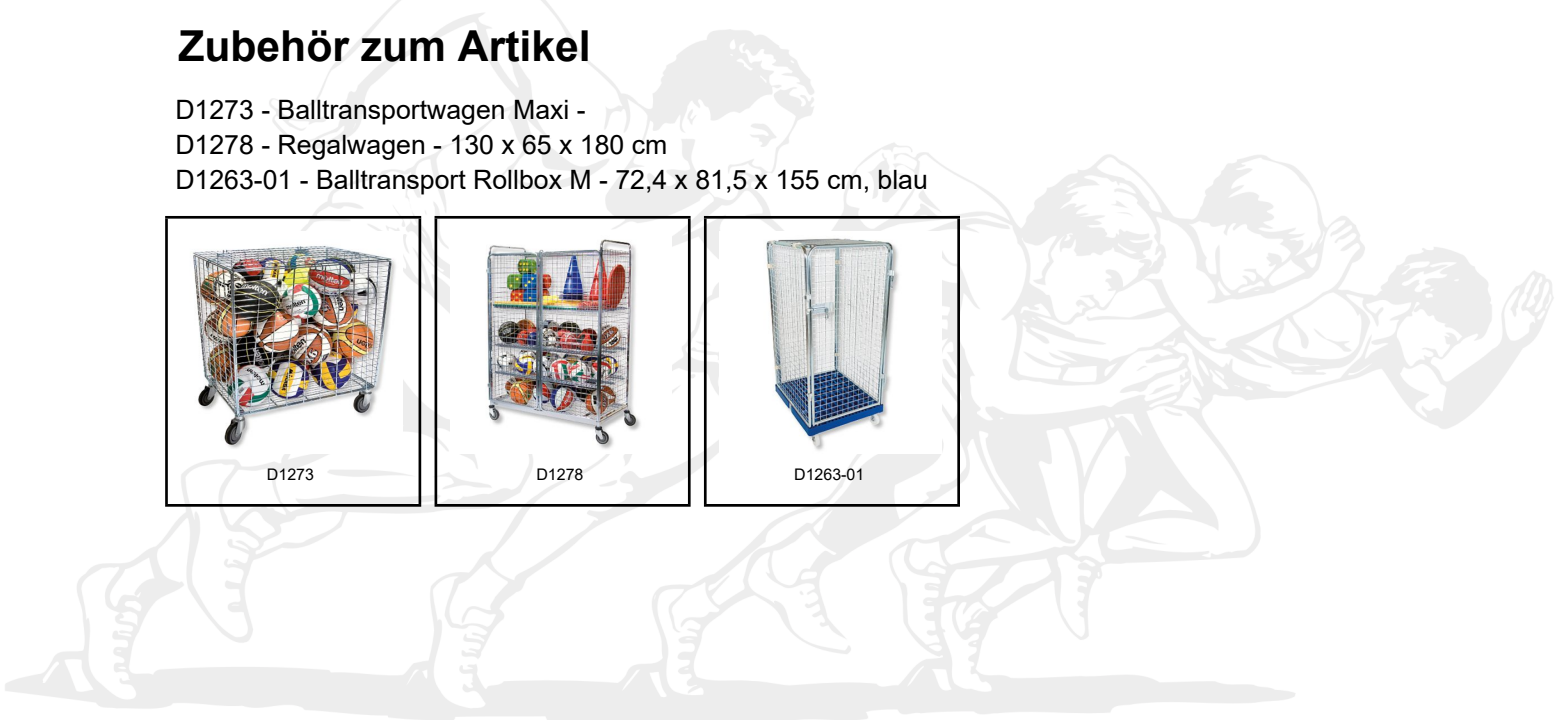 Zubehör zum Artikel
D1273 - Balltransportwagen Maxi -
D1278 - Regalwagen - 130 x 65 x 180 cm
D1263-01 - Balltransport Rollbox M - 72,4 x 81,5 x 155 cm, blau
molten
D1273
D1278
D1263-01